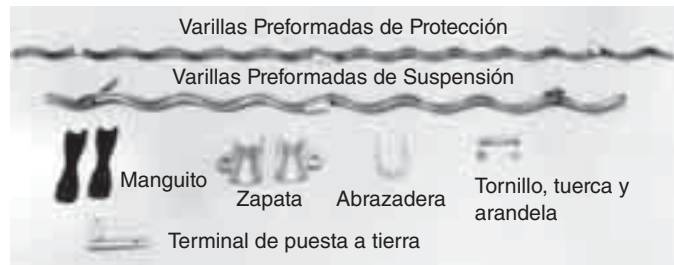 Varillas Preformadas de Protección
Varillas Preformadas de Suspensión
Manguito
Zapata
Abrazadera
Tornillo, tuerca y
arandela
Terminal de puesta a tierra